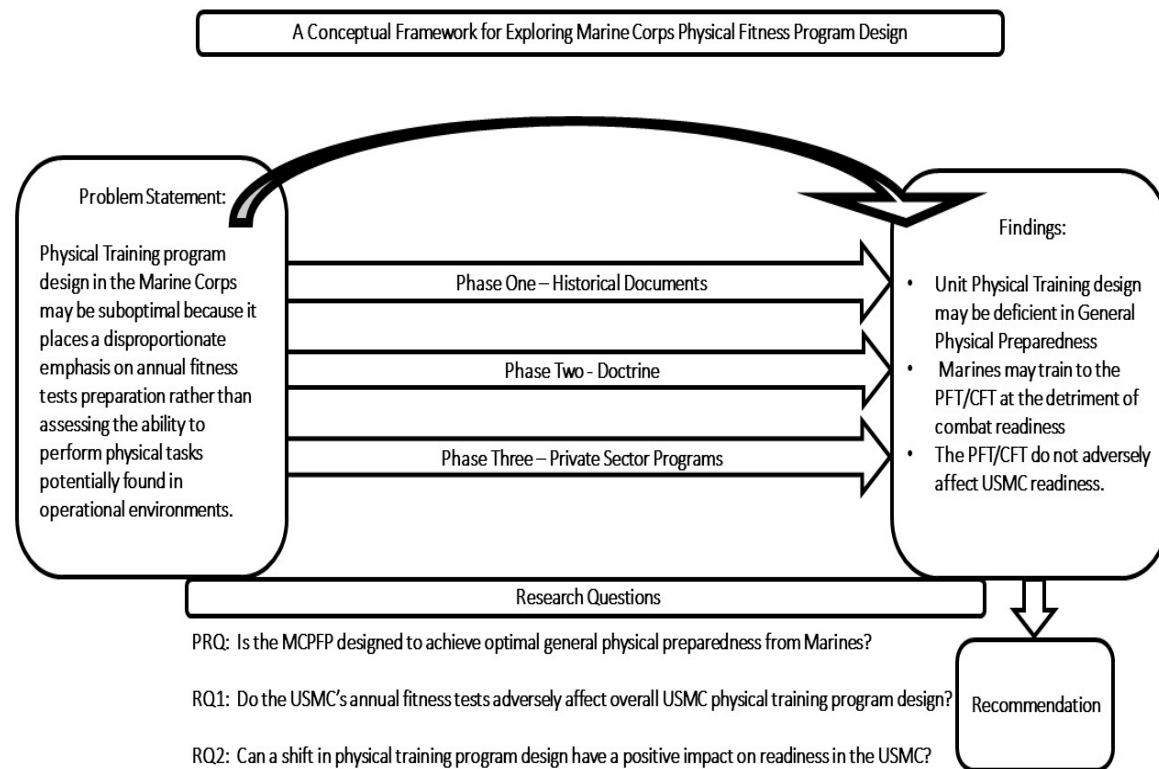 A Conceptual Framework for Exploring Marine Corps Physical Fitness Program Design
Problem Statement:
Physical Training program
design in the Marine Corps
may be suboptimal because it
places a disproportionate
emphasis on annual fitness
tests preparation rather than
assessing the ability to
perform physical tasks
potentially found in
operational environments.
Phase One – Historical Documents
Phase Two - Doctrine
Phase Three – Private Sector Programs
Findings:
• Unit Physical Training design
may be deficient in General
Physical Preparedness
• Marines may train to the
PFT/CFT at the detriment of
combat readiness
• The PFT/CFT do not adversely
affect USMC readiness.
Research Questions
PRQ: Is the MCPFP designed to achieve optimal general physical preparedness from Marines?
RQ1: Do the USMC’s annual fitness tests adversely affect overall USMC physical training program design?
RQ2: Can a shift in physical training program design have a positive impact on readiness in the USMC?
Recommendation